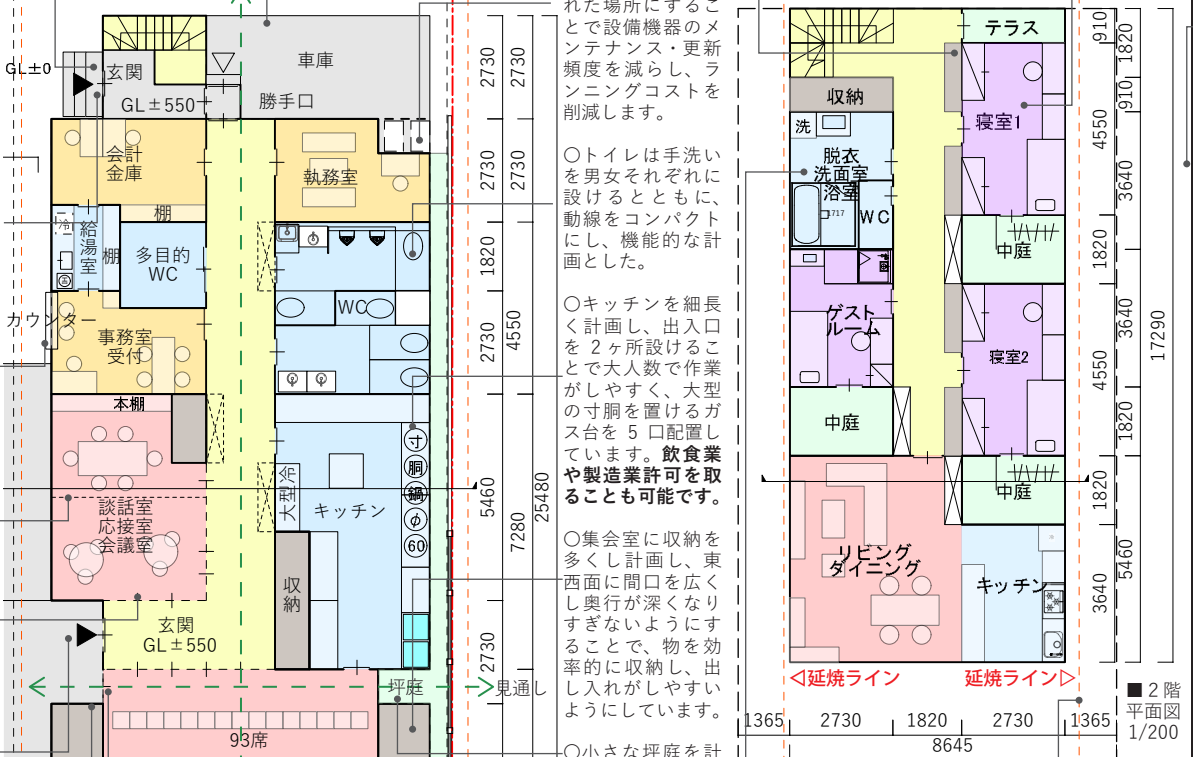 GL±0
玄関
GL±550
車庫
勝手口
会計
金庫
棚
冷
給湯室
棚
多目的
WC
カウンター
事務室
受付
執務室
WC
本棚
談話室
応接室
会議室
大型冷
キッチン
寸
胴
鍋
φ
60
収納
玄関
GL±550
坪庭
見通し
93席
2730
2730
1820
2730
5460
2730
2730
2730
4550
7280
25480
れた場所にするこ
とで設備機器のメ
ンテナンス・更新
頻度を減らし、ラ
ンニングコストを
削減します。
○トイレは手洗い
を男女それぞれに
設けるとともに、
動線をコンパクト
にし、機能的な計
画とした。
○キッチンを細長
く計画し、出入口
を 2ヶ所設けるこ
とで大人数で作業
がしやすく、大型
の寸胴を置けるガ
ス台を 5 口配置し
ています。飲食業
や製造業許可を取
ることも可能です。
○集会室に収納を
多くし計画し、東
西面に間口を広く
し奥行が深くなり
すぎないようにす
ることで、物を効
率的に収納し、出
し入れがしやすい
ようにしています。
○小さな坪庭を計
テラス
収納
洗
脱衣
洗面室
浴室
1717
WC
寝室1
中庭
ゲスト
ルーム
寝室2
中庭
中庭
リビング
ダイニング
キッチン
◁延焼ライン
延焼ライン▷
910
4550
1820
3640
4550
1820
3640
1820
910
3640
1820
5460
17290
1365
2730
1820
2730
1365
8645
■2階
平面図
1/200